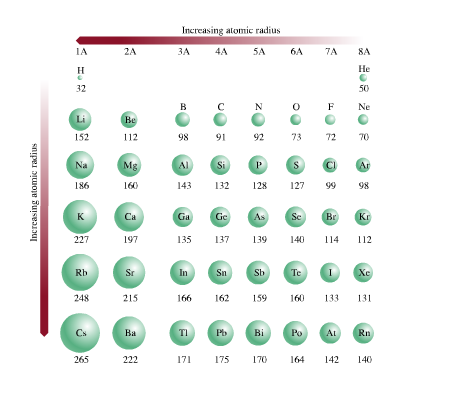 Increasing atomic radius
1A 2A 3A 4A 5A 6A 7A 8A
H He
32 50
B C N O F Ne
Li Be
152 112 98 91 92 73 72 70
Na Mg Al Si P S Cl Ar
186 160 143 132 128 127 99 98
K Ca Ga Ge As Se Br Kr
227 197 135 137 139 140 114 112
Rb Sr In Sn Sb Te I Xe
248 215 166 162 159 160 133 131
Cs Ba Tl Pb Bi Po At Rn
265 222 171 175 170 164 142 140
Increasing atomic radius